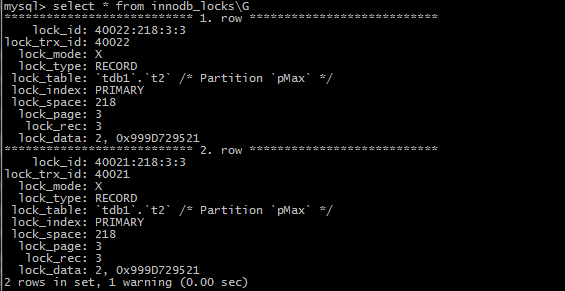 mysql> select * from innodb_locks\G
*************************** 1. row ***************************
lock_id: 40022:218:3:3
lock_trx_id: 40022
lock_mode: X
lock_type: RECORD
lock_table: `tdb1`.`t2` /* Partition `pMax` */
lock_index: PRIMARY
lock_space: 218
lock_page: 3
lock_rec: 3
lock_data: 2, 0x999D729521
*************************** 2. row ***************************
lock_id: 40021:218:3:3
lock_trx_id: 40021
lock_mode: X
lock_type: RECORD
lock_table: `tdb1`.`t2` /* Partition `pMax` */
lock_index: PRIMARY
lock_space: 218
lock_page: 3
lock_rec: 3
lock_data: 2, 0x999D729521
2 rows in set, 1 warning (0.00 sec)